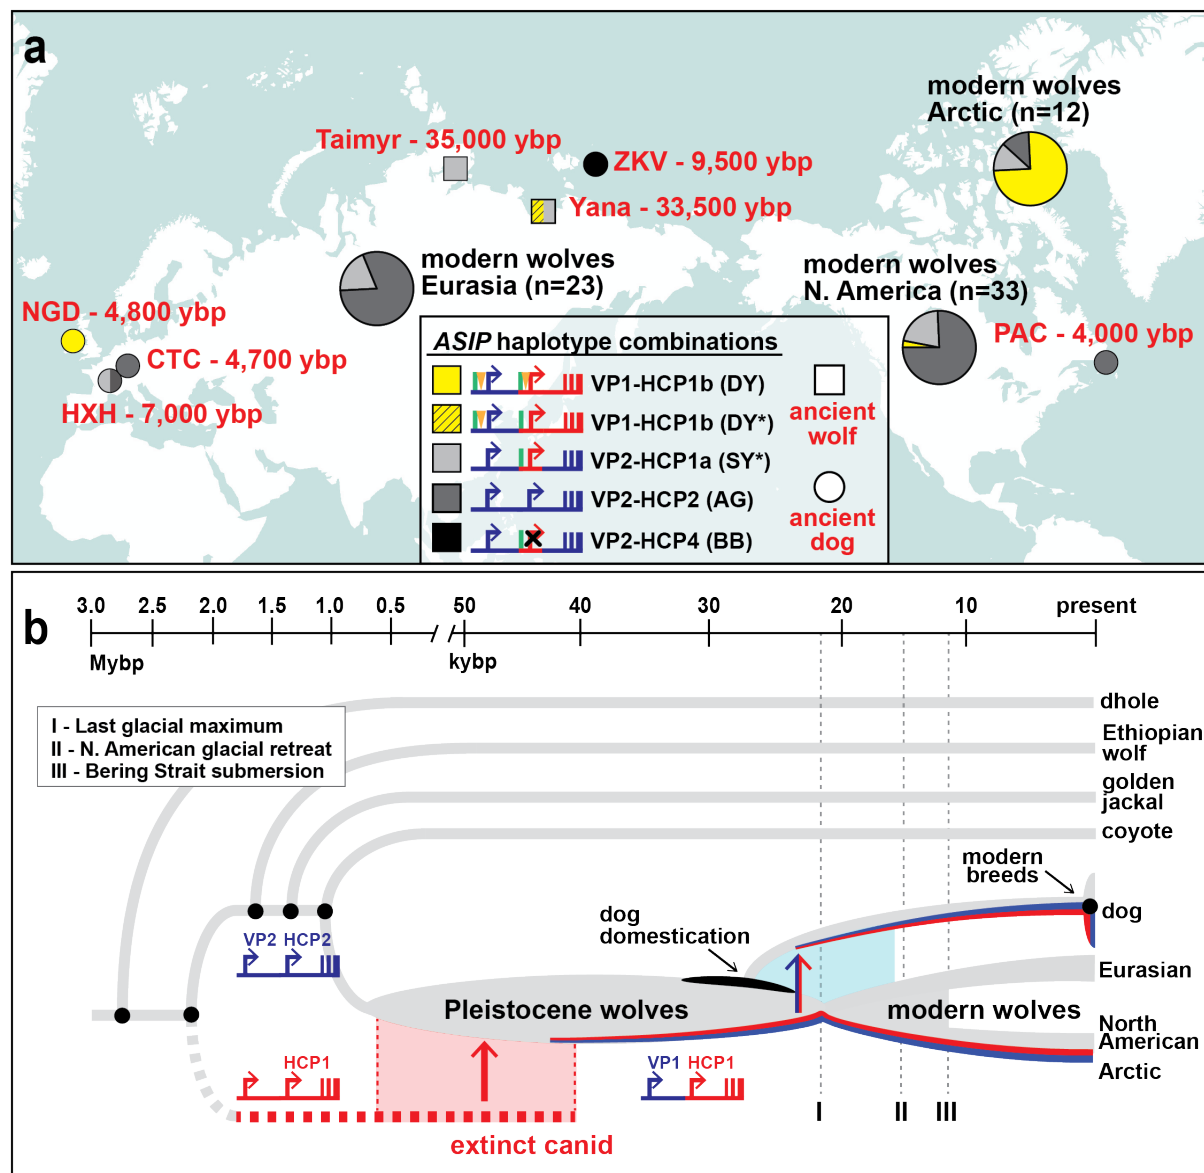 a
modern wolves
Arctic (n=12)
Taimyr - 35,000 ybp
ZKV - 9,500 ybp
Yana - 33,500 ybp
modern wolves
Eurasia (n=23)
modern wolves
N. America (n=33)
NGD - 4,800 ybp
CTC - 4,700 ybp
HXH - 7,000 ybp
PAC - 4,000 ybp
ASIP haplotype combinations
VP1-HCP1b (DY)
VP1-HCP1b (DY*)
VP2-HCP1a (SY*)
VP2-HCP2 (AG)
VP2-HCP4 (BB)
ancient
wolf
ancient
dog
b
3.0 2.5 2.0 1.5 1.0 0.5 50 40 30 20 10 present
Mybp kybp
I - Last glacial maximum
II - N. American glacial retreat
III - Bering Strait submersion
dhole
Ethiopian
wolf
golden
jackal
coyote
modern
breeds
dog
dog
domestication
VP2 HCP2
Eurasian
Pleistocene wolves
modern wolves
North
American
Arctic
HCP1
VP1 HCP1
I II III
extinct canid